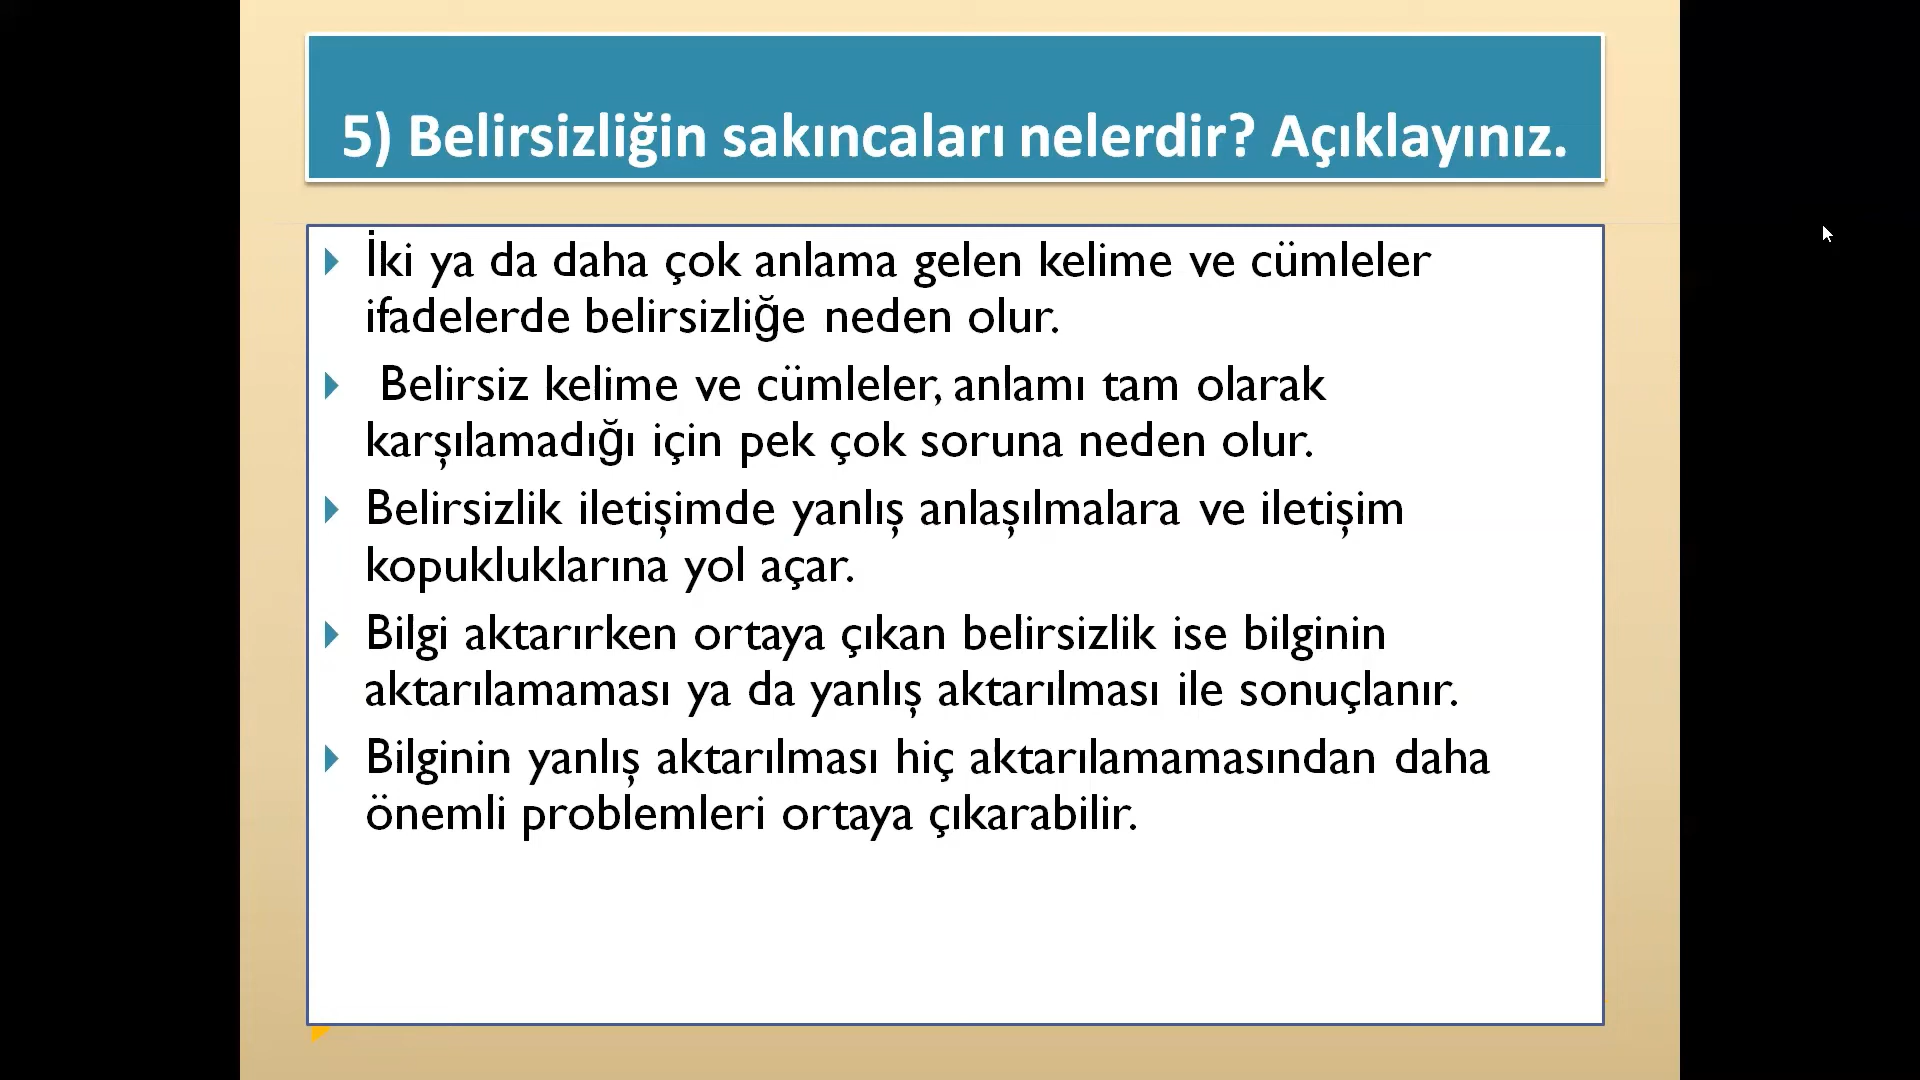 5) Belirsizliğin sakıncaları nelerdir? Açıklayınız.
İki ya da daha çok anlama gelen kelime ve cümleler
ifadelerde belirsizliğe neden olur.
Belirsiz kelime ve cümleler, anlamı tam olarak
karşılamadığı için pek çok soruna neden olur.
Belirsizlik iletişimde yanlış anlaşılmalara ve iletişim
kopukluklarına yol açar.
Bilgi aktarırken ortaya çıkan belirsizlik ise bilginin
aktarılamaması ya da yanlış aktarılması ile sonuçlanır.
Bilginin yanlış aktarılması hiç aktarılamamasından daha
önemli problemleri ortaya çıkarabilir.